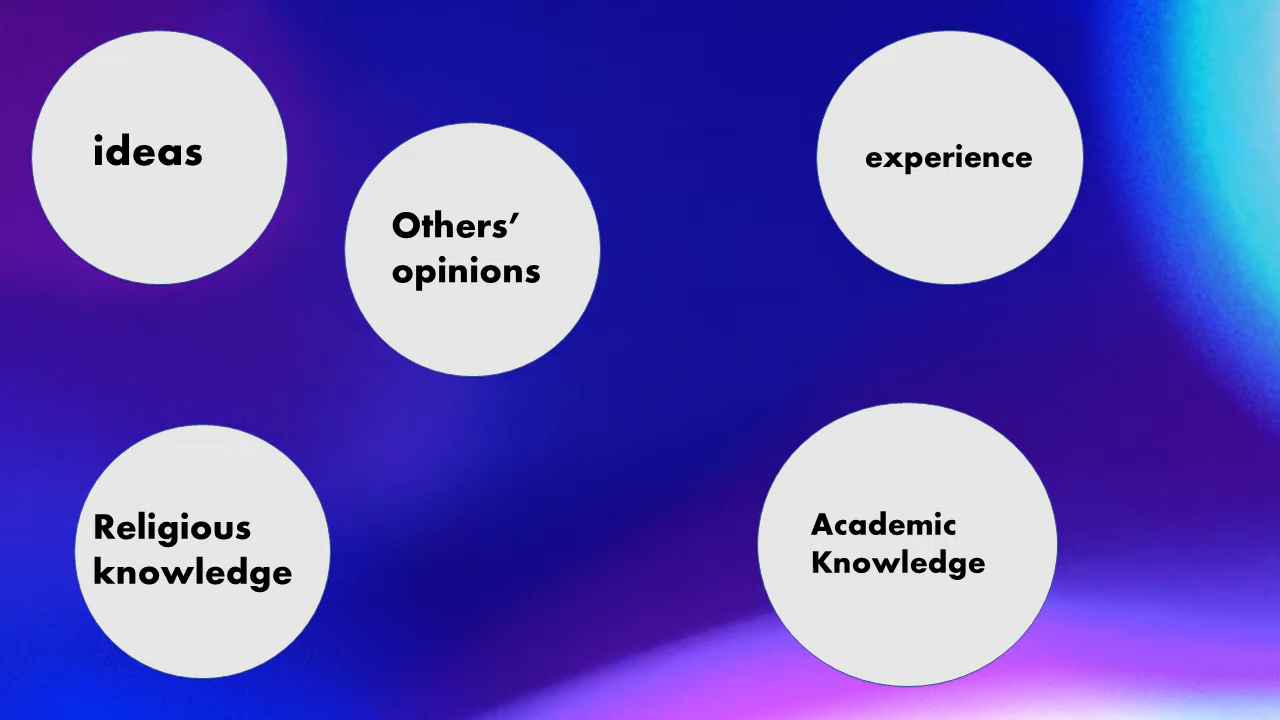 ideas
Others’
opinions
experience
Religious
knowledge
Academic
Knowledge